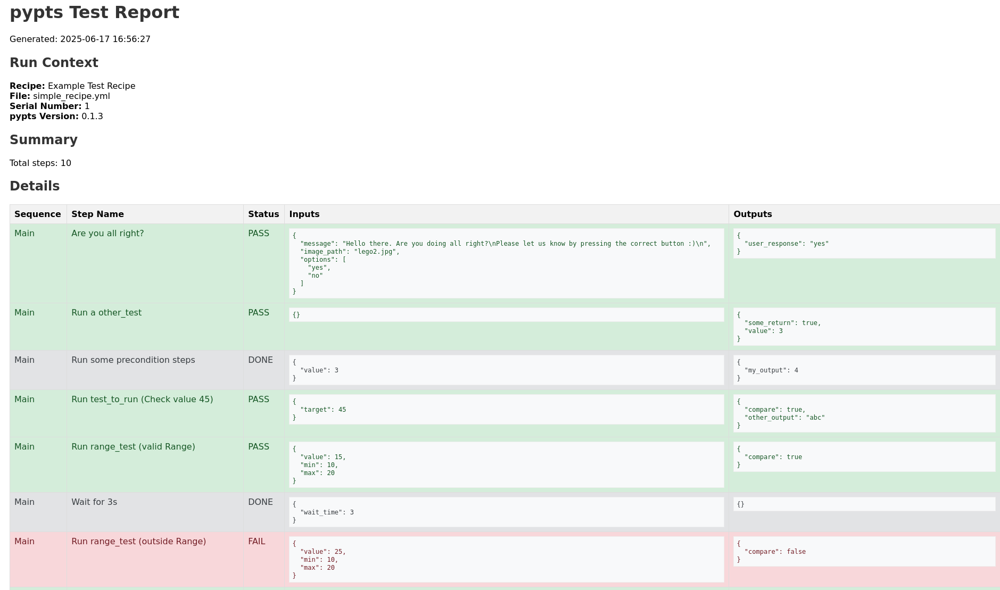 pypts Test Report
Generated: 2025-06-17 16:56:27
Run Context
Recipe: Example Test Recipe
File: simple_recipe.yml
Serial Number: 1
pypts Version: 0.1.3
Summary
Total steps: 10
Details
Sequence Step Name Status Inputs Outputs
Main Are you all right? PASS
{
  "message": "Hello there. Are you doing all right?\nPlease let us know by pressing the correct button :)\n",
  "image_path": "lego2.jpg",
  "options": [
    "yes",
    "no"
  ]
}
{
  "user_response": "yes"
}
Main Run a other_test PASS
{}
{
  "some_return": true,
  "value": 3
}
Main Run some precondition steps DONE
{
  "value": 3
}
{
  "my_output": 4
}
Main Run test_to_run (Check value 45) PASS
{
  "target": 45
}
{
  "compare": true,
  "other_output": "abc"
}
Main Run range_test (valid Range) PASS
{
  "value": 15,
  "min": 10,
  "max": 20
}
{
  "compare": true
}
Main Wait for 3s DONE
{
  "wait_time": 3
}
{}
Main Run range_test (outside Range) FAIL
{
  "value": 25,
  "min": 10,
  "max": 20
}
{
  "compare": false
}